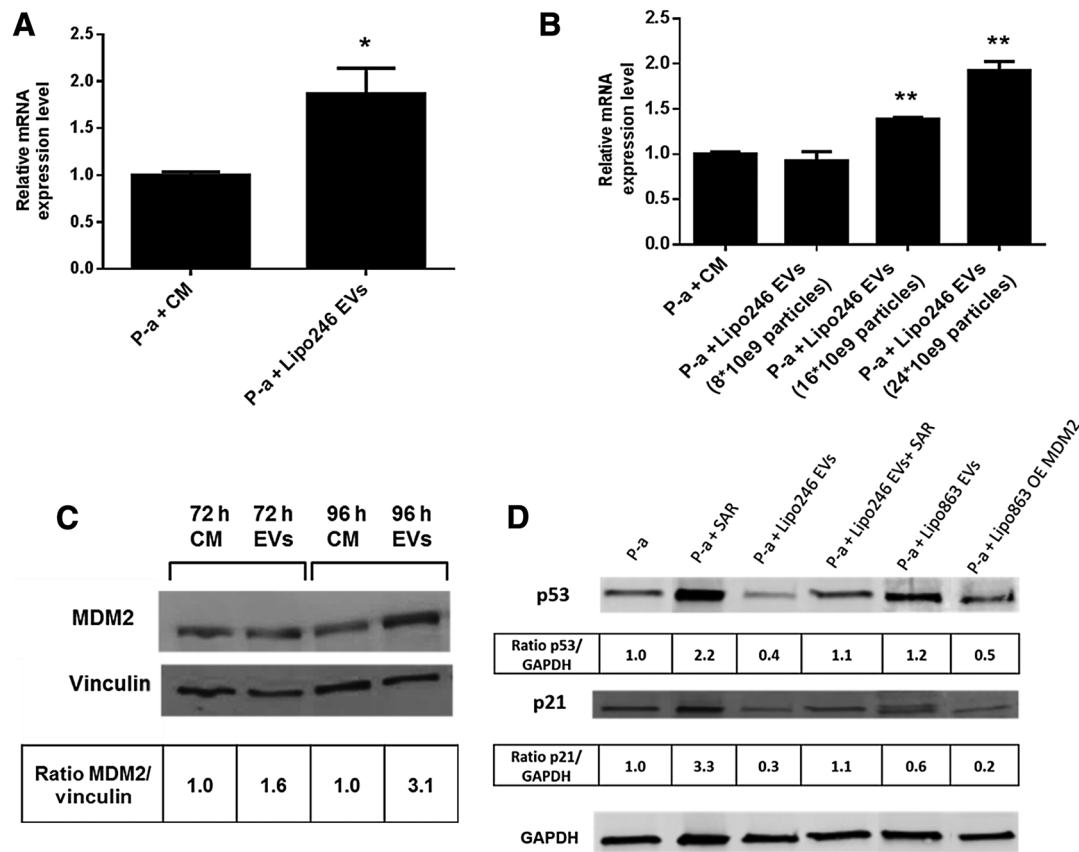 A
Relative mRNA
expression level
2.5
2.0
1.5
1.0
0.5
0.0
*
P-a + CM
P-a + Lipo246 EVs
B
Relative mRNA
expression level
2.5
2.0
1.5
1.0
0.5
0.0
**
**
P-a + CM
P-a + Lipo246 EVs
(8*10e9 particles)
P-a + Lipo246 EVs
(16*10e9 particles)
P-a + Lipo246 EVs
(24*10e9 particles)
C
72 h 72 h 96 h 96 h
CM EVs CM EVs
MDM2
Vinculin
Ratio MDM2/
vinculin
1.0 1.6 1.0 3.1
D
P-a
P-a + SAR
P-a + Lipo246 EVs
P-a + Lipo246 EVs+ SAR
P-a + Lipo863 EVs
P-a + Lipo863 OE MDM2
p53
Ratio p53/
GAPDH
1.0 2.2 0.4 1.1 1.2 0.5
p21
Ratio p21/
GAPDH
1.0 3.3 0.3 1.1 0.6 0.2
GAPDH